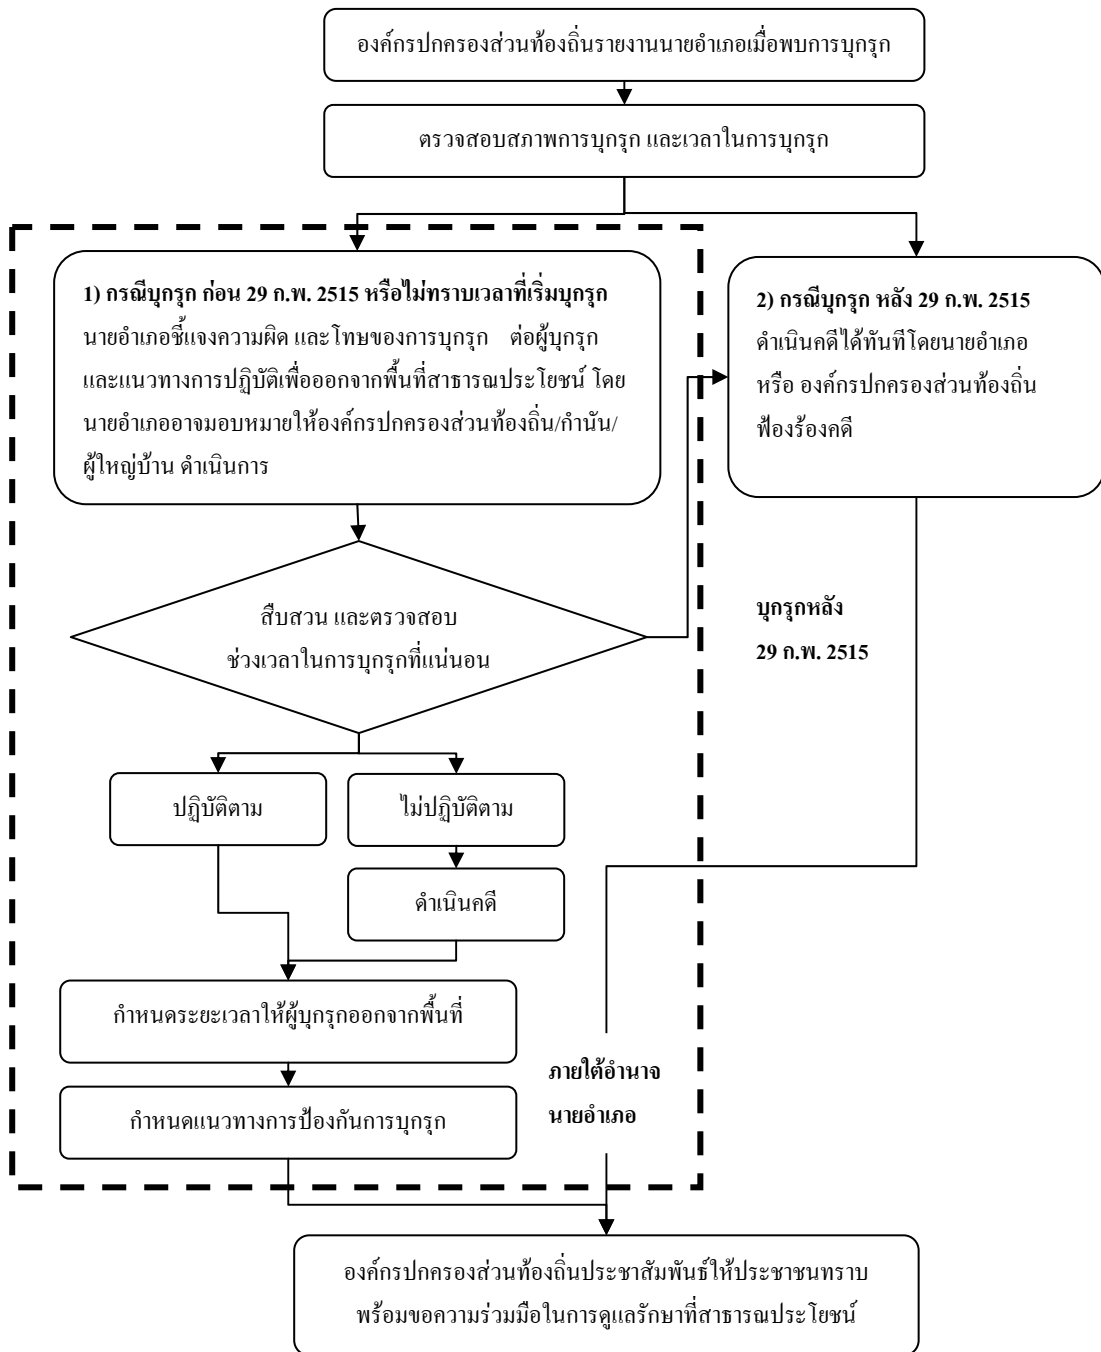 องค์กรปกครองส่วนท้องถิ่นรายงานนายอำเภอเมื่อพบการบุกรุก
ตรวจสอบสภาพการบุกรุก และเวลาในการบุกรุก
1) กรณีบุกรุก ก่อน 29 ก.พ. 2515 หรือไม่ทราบเวลาที่เริ่มบุกรุก
นายอำเภอชี้แจงความผิด และโทษของการบุกรุก ต่อผู้บุกรุก
และแนวทางการปฏิบัติเพื่อออกจากพื้นที่สาธารณประโยชน์ โดย
นายอำเภออาจมอบหมายให้องค์กรปกครองส่วนท้องถิ่น/กำนัน/
ผู้ใหญ่บ้าน ดำเนินการ
2) กรณีบุกรุก หลัง 29 ก.พ. 2515
ดำเนินคดีได้ทันทีโดยนายอำเภอ
หรือ องค์กรปกครองส่วนท้องถิ่น
ฟ้องร้องคดี
สืบสวน และตรวจสอบ
ช่วงเวลาในการบุกรุกที่แน่นอน
บุกรุกหลัง
29 ก.พ. 2515
ปฏิบัติตาม
ไม่ปฏิบัติตาม
ดำเนินคดี
กำหนดระยะเวลาให้ผู้บุกรุกออกจากพื้นที่
กำหนดแนวทางการป้องกันการบุกรุก
ภายใต้อำนาจ
นายอำเภอ
องค์กรปกครองส่วนท้องถิ่นประชาสัมพันธ์ให้ประชาชนทราบ
พร้อมขอความร่วมมือในการดูแลรักษาที่สาธารณประโยชน์